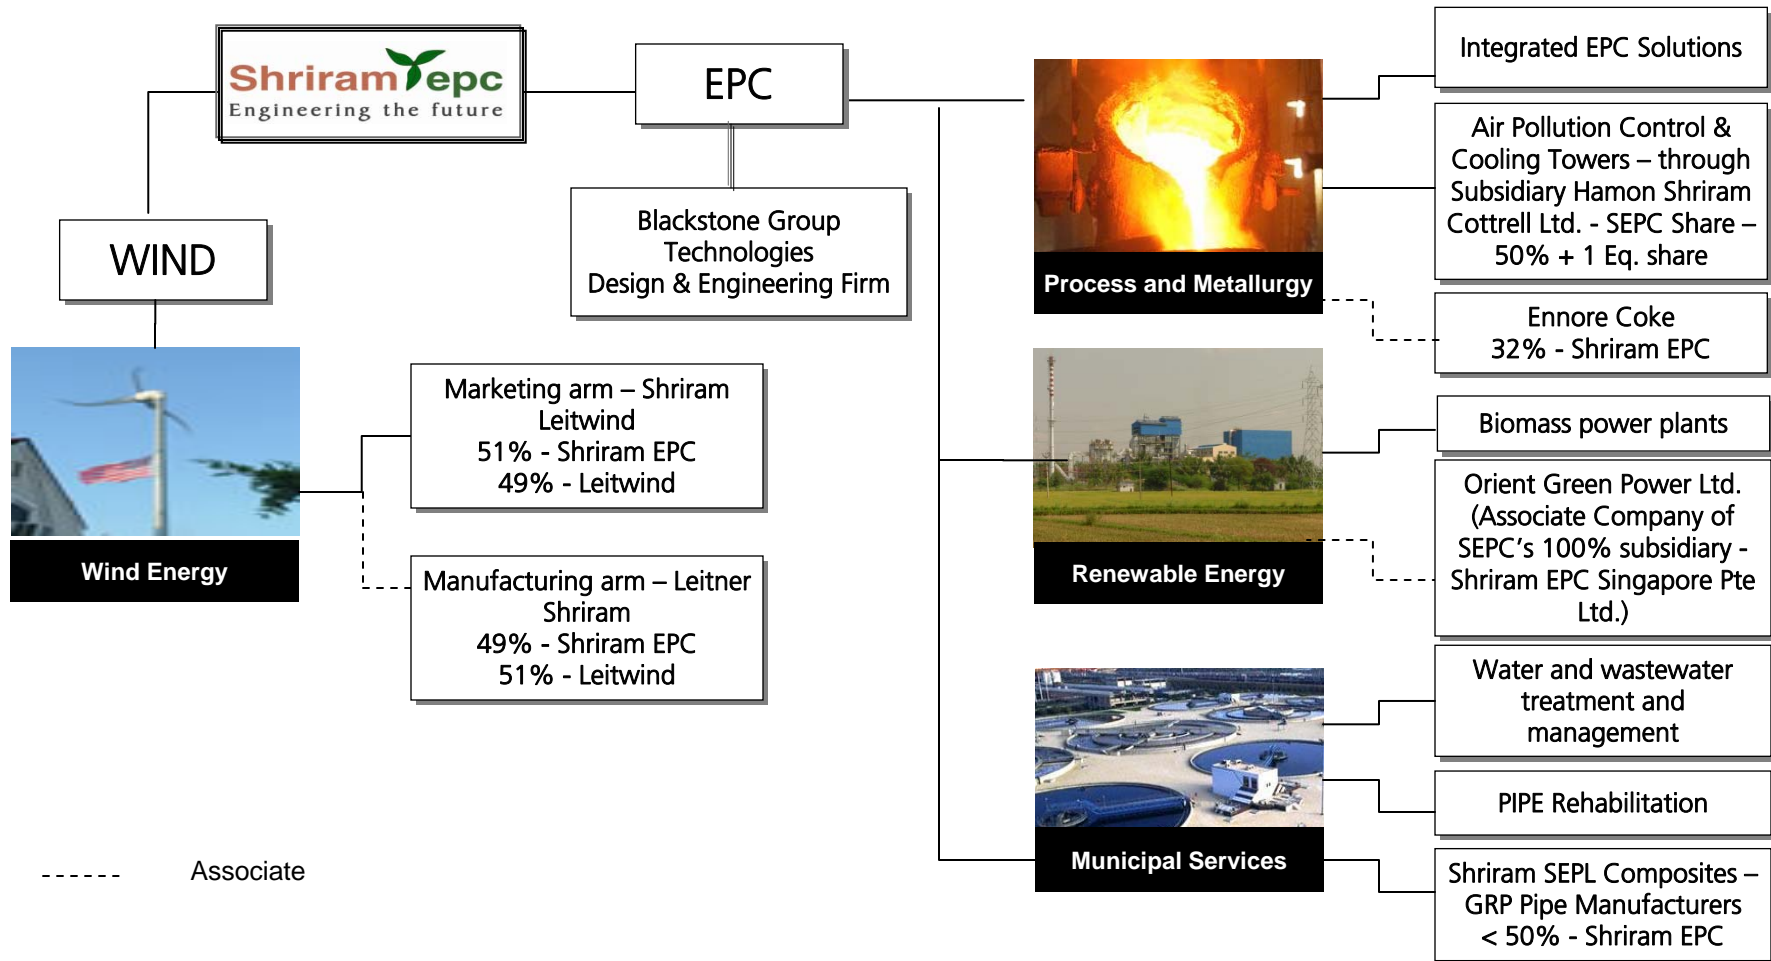 Shriram epc
Engineering the future
EPC
WIND
Blackstone Group
Technologies
Design & Engineering Firm
Wind Energy
Marketing arm – Shriram
Leitwind
51% - Shriram EPC
49% - Leitwind
Manufacturing arm – Leitner
Shriram
49% - Shriram EPC
51% - Leitwind
Process and Metallurgy
Integrated EPC Solutions
Air Pollution Control &
Cooling Towers – through
Subsidiary Hamon Shriram
Cottrell Ltd. - SEPC Share –
50% + 1 Eq. share
Ennore Coke
32% - Shriram EPC
Renewable Energy
Biomass power plants
Orient Green Power Ltd.
(Associate Company of
SEPC’s 100% subsidiary -
Shriram EPC Singapore Pte
Ltd.)
Municipal Services
Water and wastewater
treatment and
management
PIPE Rehabilitation
Shriram SEPL Composites –
GRP Pipe Manufacturers
< 50% - Shriram EPC
Associate